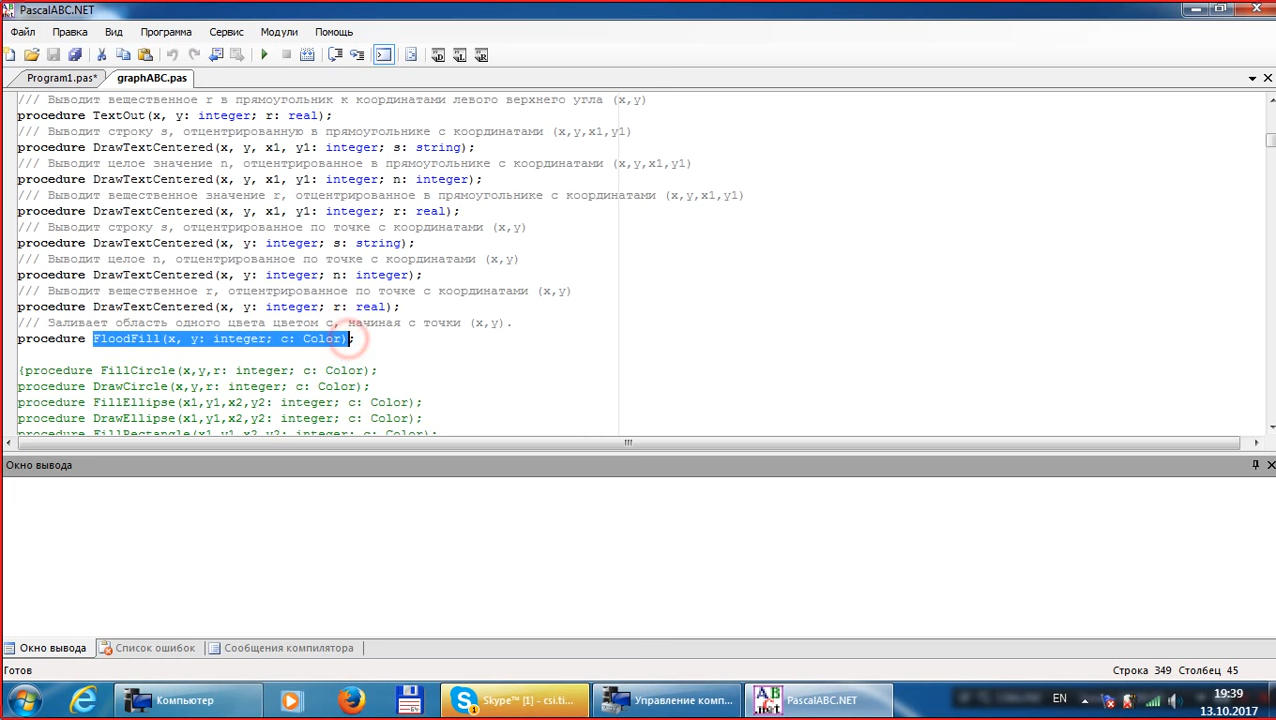 PascalABC.NET
Файл Правка Вид Программа Сервис Модули Помощь
Program1.pas* graphABC.pas
/// Выводит вещественное r в прямоугольник к координатами левого верхнего угла (x,y)
procedure TextOut(x, y: integer; r: real);
/// Выводит строку s, отцентрированную в прямоугольнике с координатами (x,y,x1,y1)
procedure DrawTextCentered(x, y, x1, y1: integer; s: string);
/// Выводит целое значение n, отцентрированное в прямоугольнике с координатами (x,y,x1,y1)
procedure DrawTextCentered(x, y, x1, y1: integer; n: integer);
/// Выводит вещественное значение r, отцентрированное в прямоугольнике с координатами (x,y,x1,y1)
procedure DrawTextCentered(x, y, x1, y1: integer; r: real);
/// Выводит строку s, отцентрированное по точке с координатами (x,y)
procedure DrawTextCentered(x, y: integer; s: string);
/// Выводит целое n, отцентрированное по точке с координатами (x,y)
procedure DrawTextCentered(x, y: integer; n: integer);
/// Выводит вещественное r, отцентрированное по точке с координатами (x,y)
procedure DrawTextCentered(x, y: integer; r: real);
/// Заливает область одного цвета цветом c, начиная с точки (x,y).
procedure FloodFill(x, y: integer; c: Color);
{procedure FillCircle(x,y,r: integer; c: Color);
procedure DrawCircle(x,y,r: integer; c: Color);
procedure FillEllipse(x1,y1,x2,y2: integer; c: Color);
procedure DrawEllipse(x1,y1,x2,y2: integer; c: Color);
procedure FillRectangle(x1,y1,x2,y2: integer; c: Color);
Окно вывода
Окно вывода Список ошибок Сообщения компилятора
Готов Строка 349 Столбец 45
Компьютер Skype™ [1] - csi.ti... Управление комп... PascalABC.NET EN 19:39
13.10.2017